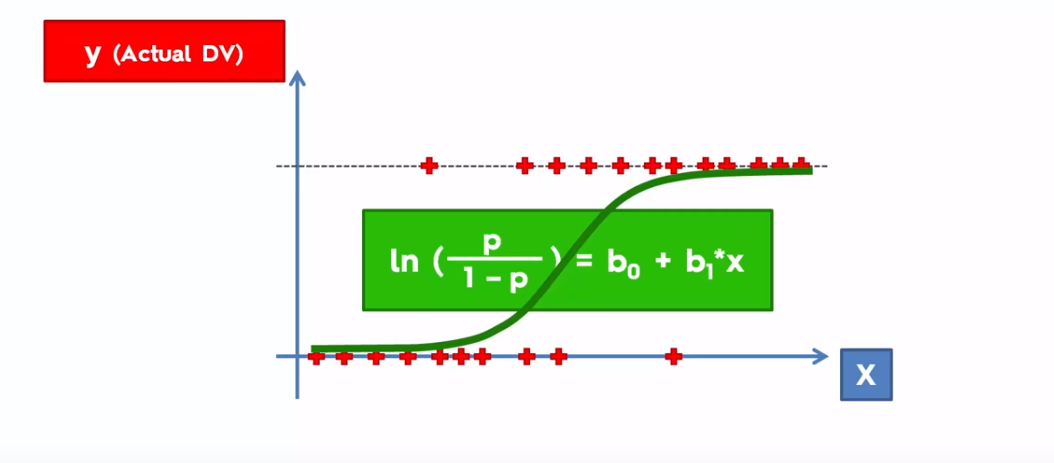 y (Actual DV)
ln ( p / 1 - p ) = b₀ + b₁*x
X